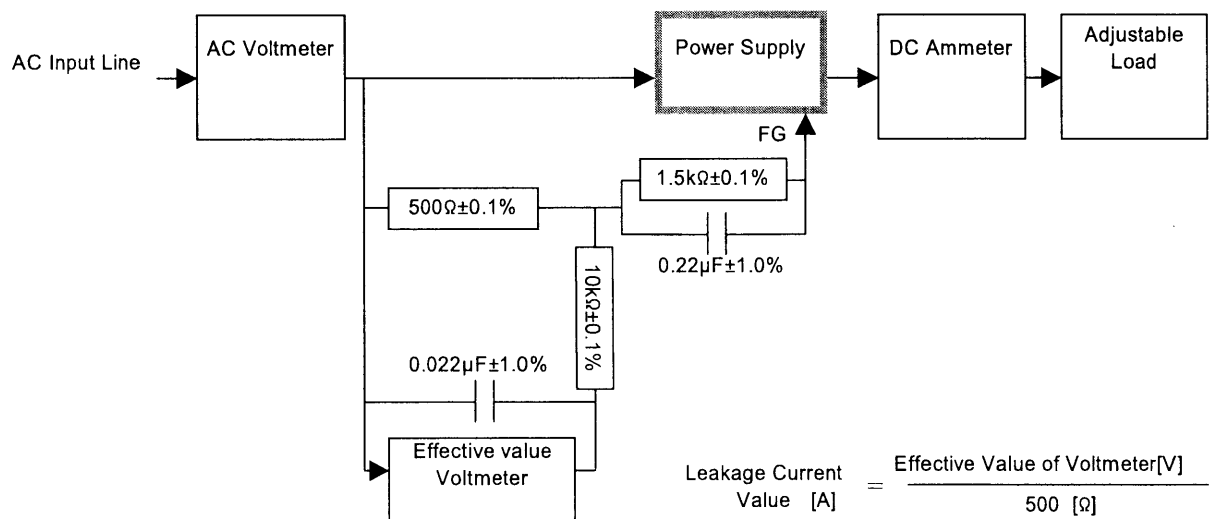 AC Input Line
AC Voltmeter
Power Supply
DC Ammeter
Adjustable
Load
FG
500Ω±0.1%
1.5kΩ±0.1%
0.22μF±1.0%
10kΩ±0.1%
0.022μF±1.0%
Effective value
Voltmeter
Leakage Current
Value [A]
=
Effective Value of Voltmeter[V]
500 [Ω]